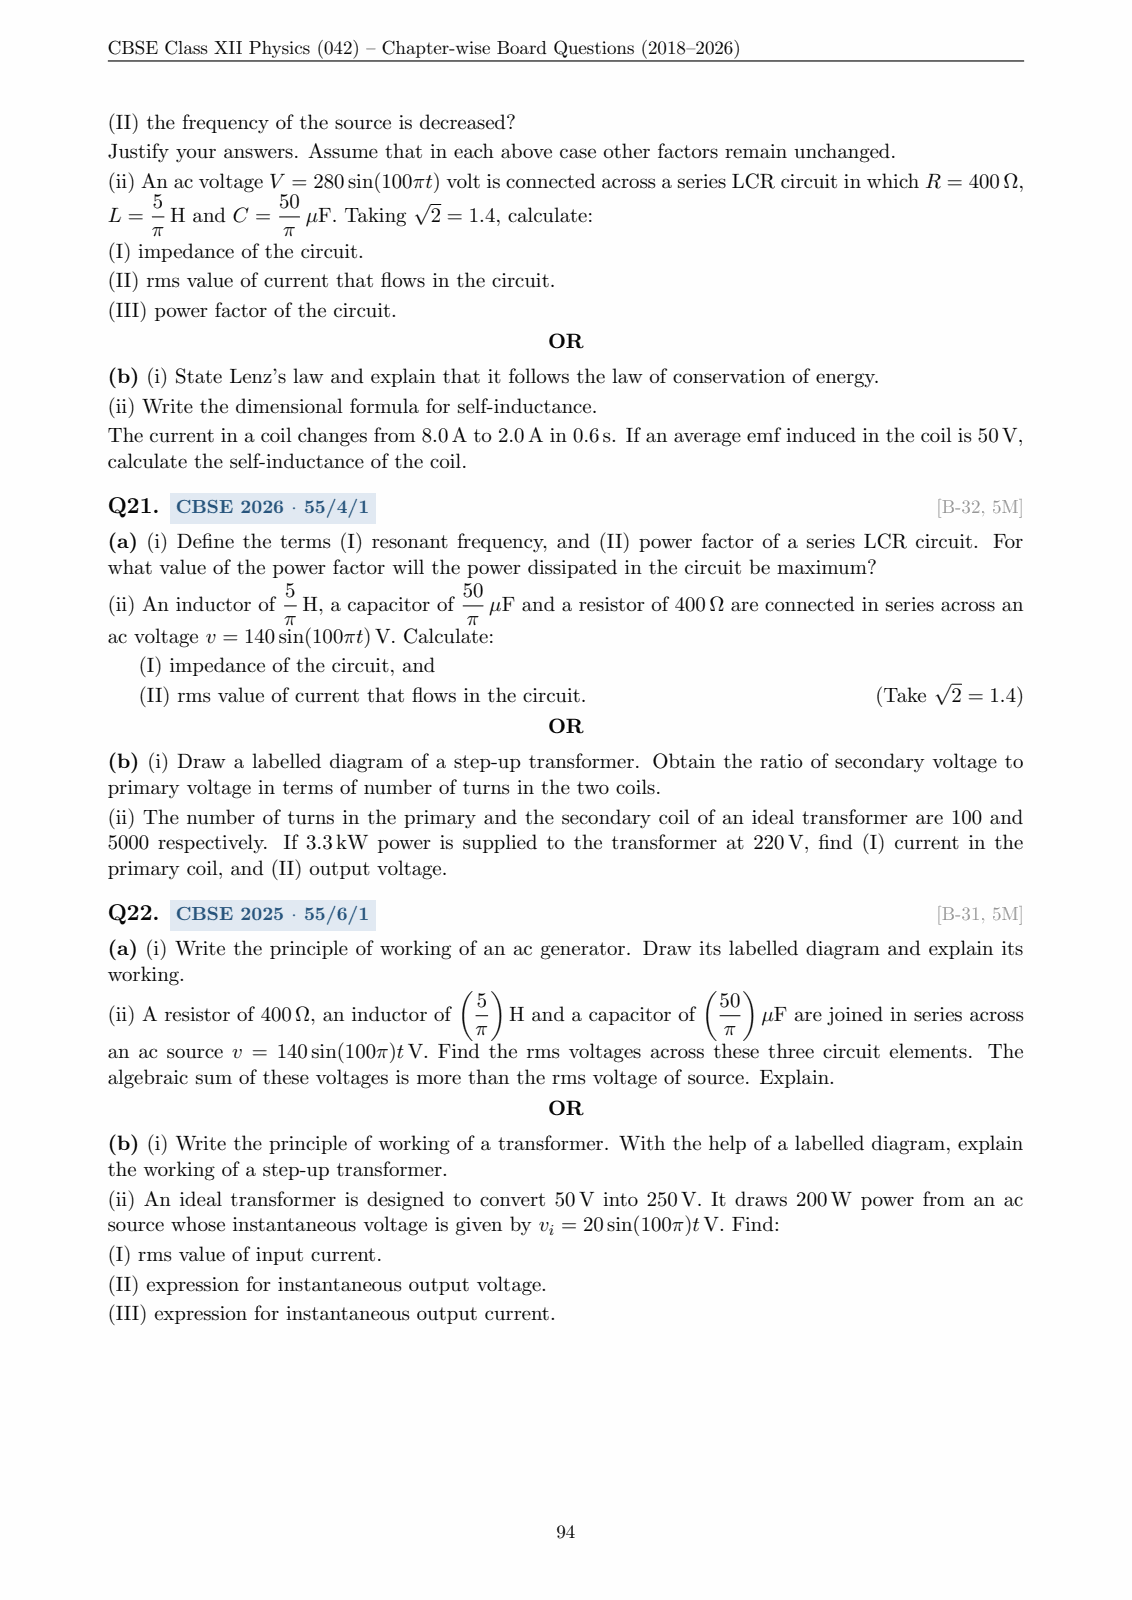 CBSE Class XII Physics (042) – Chapter-wise Board Questions (2018–2026)
(II) the frequency of the source is decreased?
Justify your answers. Assume that in each above case other factors remain unchanged.
(ii) An ac voltage V = 280 sin(100πt) volt is connected across a series LCR circuit in which R = 400 Ω,
L = 5/π H and C = 50/π μF. Taking √2 = 1.4, calculate:
(I) impedance of the circuit.
(II) rms value of current that flows in the circuit.
(III) power factor of the circuit.
OR
(b) (i) State Lenz's law and explain that it follows the law of conservation of energy.
(ii) Write the dimensional formula for self-inductance.
The current in a coil changes from 8.0 A to 2.0 A in 0.6 s. If an average emf induced in the coil is 50 V,
calculate the self-inductance of the coil.
Q21. CBSE 2026 · 55/4/1 [B-32, 5M]
(a) (i) Define the terms (I) resonant frequency, and (II) power factor of a series LCR circuit. For
what value of the power factor will the power dissipated in the circuit be maximum?
(ii) An inductor of 5/π H, a capacitor of 50/π μF and a resistor of 400 Ω are connected in series across an
ac voltage v = 140 sin(100πt) V. Calculate:
(I) impedance of the circuit, and
(II) rms value of current that flows in the circuit. (Take √2 = 1.4)
OR
(b) (i) Draw a labelled diagram of a step-up transformer. Obtain the ratio of secondary voltage to
primary voltage in terms of number of turns in the two coils.
(ii) The number of turns in the primary and the secondary coil of an ideal transformer are 100 and
5000 respectively. If 3.3 kW power is supplied to the transformer at 220 V, find (I) current in the
primary coil, and (II) output voltage.
Q22. CBSE 2025 · 55/6/1 [B-31, 5M]
(a) (i) Write the principle of working of an ac generator. Draw its labelled diagram and explain its
working.
(ii) A resistor of 400 Ω, an inductor of (5/π) H and a capacitor of (50/π) μF are joined in series across
an ac source v = 140 sin(100π)t V. Find the rms voltages across these three circuit elements. The
algebraic sum of these voltages is more than the rms voltage of source. Explain.
OR
(b) (i) Write the principle of working of a transformer. With the help of a labelled diagram, explain
the working of a step-up transformer.
(ii) An ideal transformer is designed to convert 50 V into 250 V. It draws 200 W power from an ac
source whose instantaneous voltage is given by vᵢ = 20 sin(100π)t V. Find:
(I) rms value of input current.
(II) expression for instantaneous output voltage.
(III) expression for instantaneous output current.
94